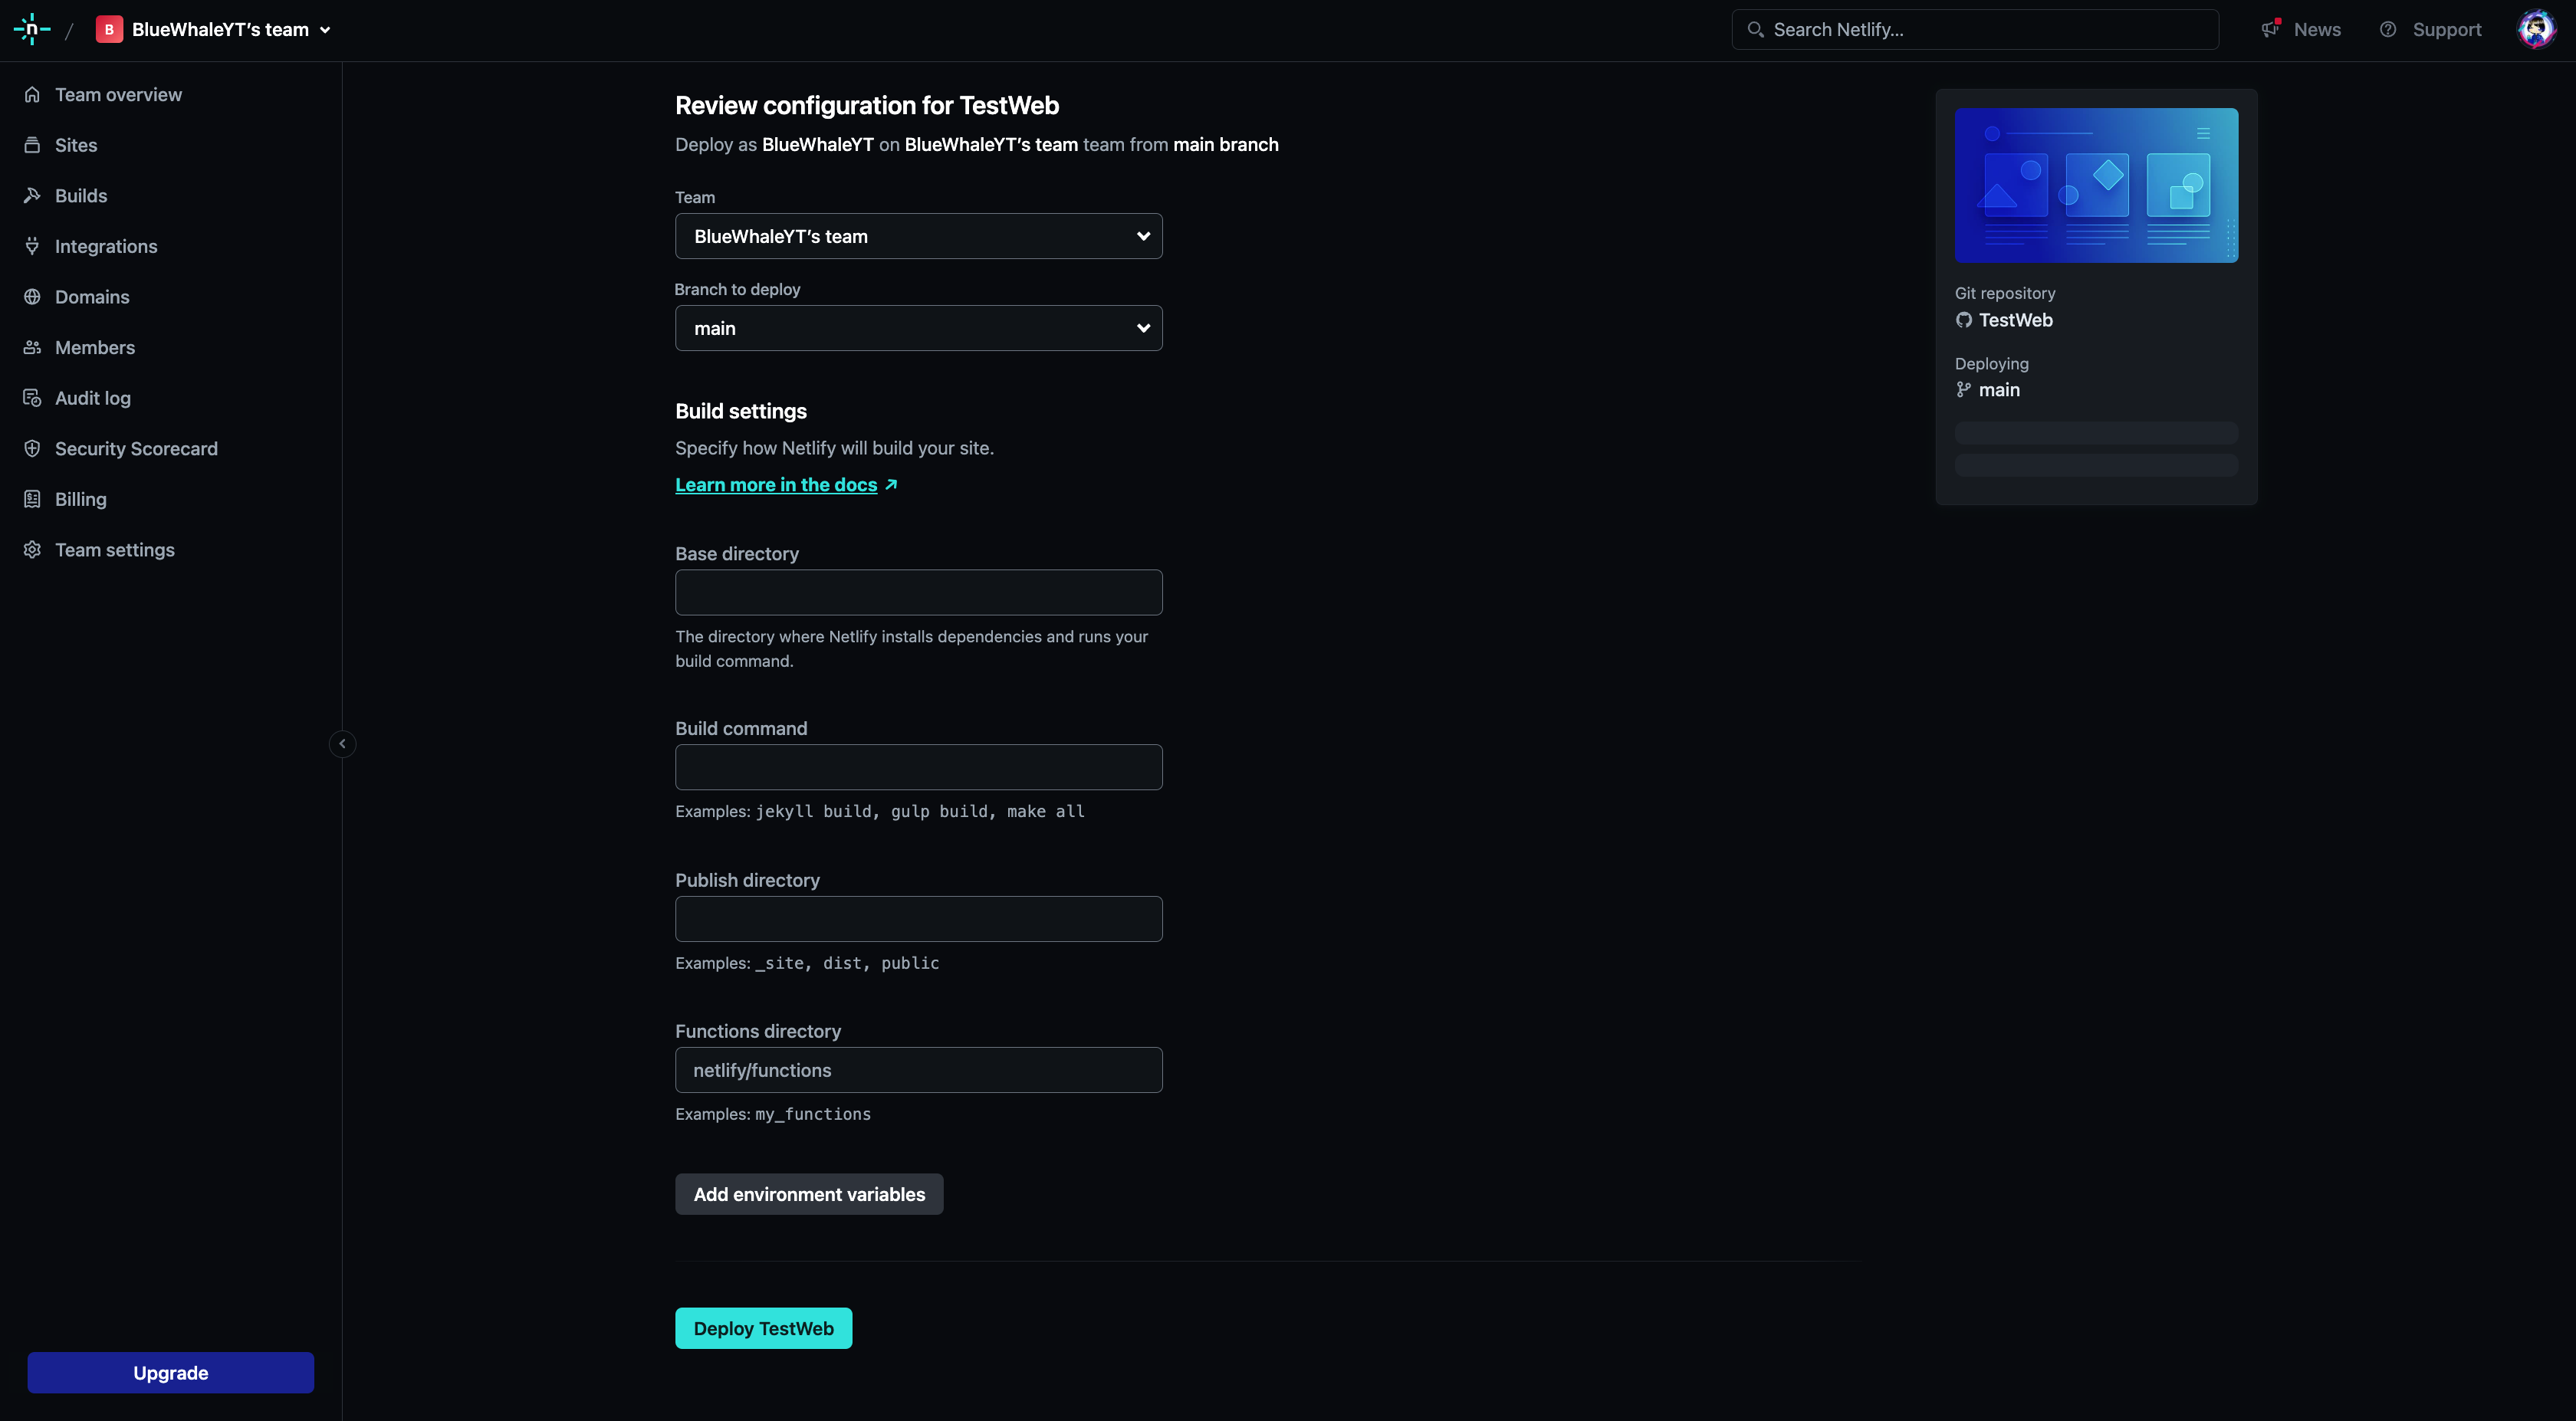 n / B BlueWhaleYT's team
Search Netlify...
News
Support
Team overview
Sites
Builds
Integrations
Domains
Members
Audit log
Security Scorecard
Billing
Team settings
Upgrade
Review configuration for TestWeb
Deploy as BlueWhaleYT on BlueWhaleYT's team team from main branch
Team
BlueWhaleYT's team
Branch to deploy
main
Build settings
Specify how Netlify will build your site.
Learn more in the docs ↗
Base directory
The directory where Netlify installs dependencies and runs your
build command.
Build command
Examples: jekyll build, gulp build, make all
Publish directory
Examples: _site, dist, public
Functions directory
netlify/functions
Examples: my_functions
Add environment variables
Deploy TestWeb
Git repository
TestWeb
Deploying
main